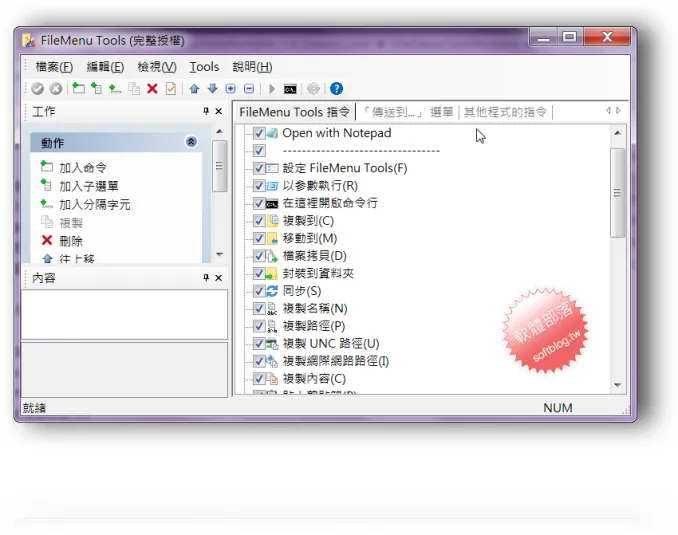 FileMenu Tools (完整授權)
檔案(F) 編輯(E) 檢視(V) Tools 說明(H)
工作
FileMenu Tools 指令 「傳送到...」 選單 其他程式的指令
動作
加入命令
加入子選單
加入分隔字元
複製
刪除
往上移
內容
Open with Notepad
----------------------------------
設定 FileMenu Tools(F)
以參數執行(R)
在這裡開啟命令行
複製到(C)
移動到(M)
檔案拷貝(D)
封裝到資料夾
同步(S)
複製名稱(N)
複製路徑(P)
複製 UNC 路徑(U)
複製網際網路路徑(I)
複製內容(C)
軟體部落
softblog.tw
就緒
NUM